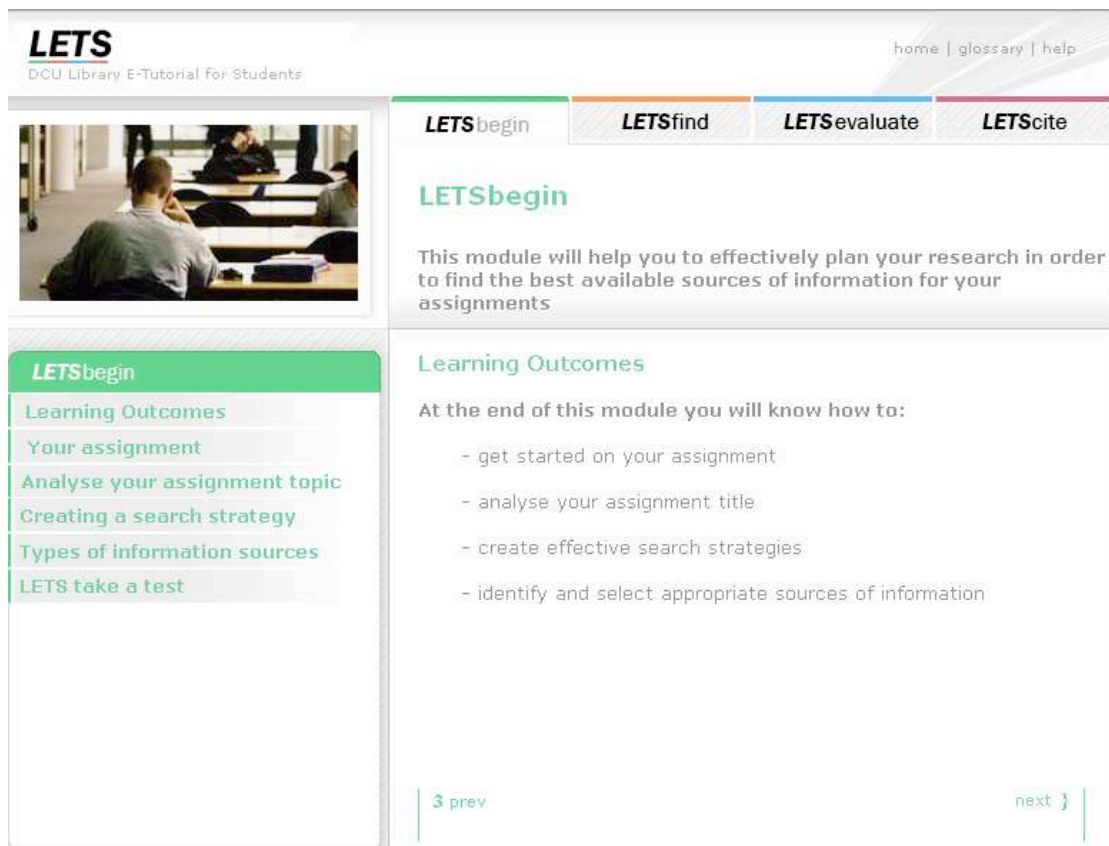 LETS
DCU Library E-Tutorial for Students
home | glossary | help
LETSbegin
LETSfind
LETSevaluate
LETScite
LETSbegin
This module will help you to effectively plan your research in order
to find the best available sources of information for your
assignments
LETSbegin
Learning Outcomes
Your assignment
Analyse your assignment topic
Creating a search strategy
Types of information sources
LETS take a test
Learning Outcomes
At the end of this module you will know how to:
- get started on your assignment
- analyse your assignment title
- create effective search strategies
- identify and select appropriate sources of information
3 prev
next }